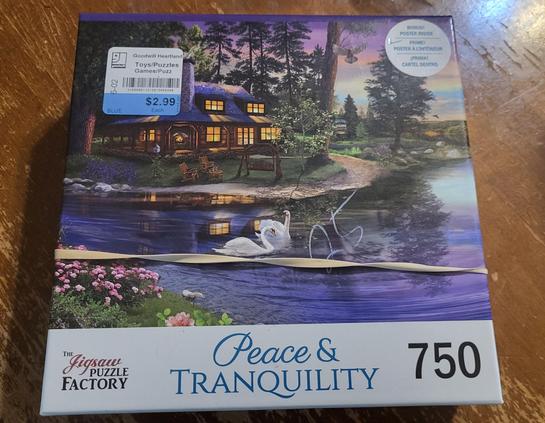 Goodwill Heartland
Toys/Puzzles
Games/Puzz
$2.99
BLUE
Each
BONUS!
POSTER INSIDE
PRIME!
POSTER À L'INTÉRIEUR
¡PRIMA!
CARTEL DENTRO
THE
Jigsaw
PUZZLE
FACTORY
Peace &
TRANQUILITY
750